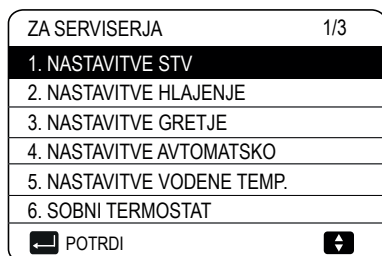 ZA SERVISERJA 1/3
1. NASTAVITVE STV
2. NASTAVITVE HLAJENJE
3. NASTAVITVE GRETJE
4. NASTAVITVE AVTOMATSKO
5. NASTAVITVE VODENE TEMP.
6. SOBNI TERMOSTAT
POTRDI